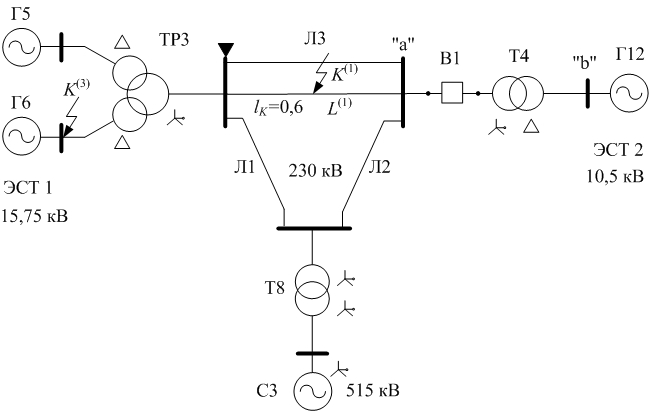 Г5
ТР3
Л3
"а"
В1
Т4
"b"
Г12
К(1)
К(3)
Г6
lК=0,6
L(1)
ЭСТ 1
15,75 кВ
Л1
230 кВ
Л2
ЭСТ 2
10,5 кВ
Т8
С3
515 кВ